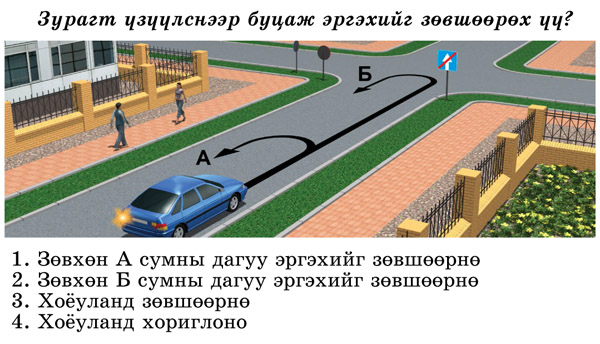 Зурагт үзүүлснээр буцаж эргэхийг зөвшөөрөх үү?
Б
А
1. Зөвхөн А сумны дагуу эргэхийг зөвшөөрнө
2. Зөвхөн Б сумны дагуу эргэхийг зөвшөөрнө
3. Хоёуланд зөвшөөрнө
4. Хоёуланд хориглоно